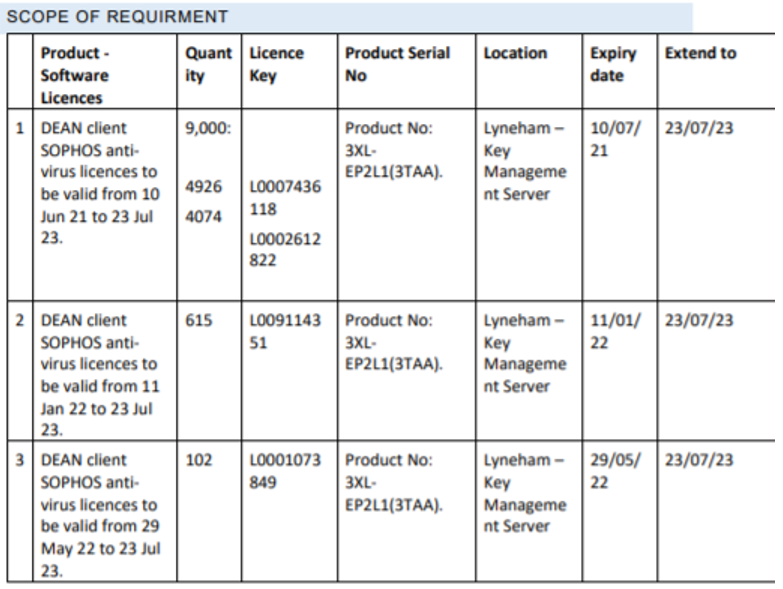 SCOPE OF REQUIRMENT
Product -
Software
Licences
Quant
ity
Licence
Key
Product Serial
No
Location
Expiry
date
Extend to
1
DEAN client
SOPHOS anti-
virus licences to
be valid from 10
Jun 21 to 23 Jul
23.
9,000:
4926
4074
L0007436
118
L0002612
822
Product No:
3XL-
EP2L1(3TAA).
Lyneham –
Key
Manageme
nt Server
10/07/
21
23/07/23
2
DEAN client
SOPHOS anti-
virus licences to
be valid from 11
Jan 22 to 23 Jul
23.
615
L0091143
51
Product No:
3XL-
EP2L1(3TAA).
Lyneham –
Key
Manageme
nt Server
11/01/
22
23/07/23
3
DEAN client
SOPHOS anti-
virus licences to
be valid from 29
May 22 to 23 Jul
23.
102
L0001073
849
Product No:
3XL-
EP2L1(3TAA).
Lyneham –
Key
Manageme
nt Server
29/05/
22
23/07/23